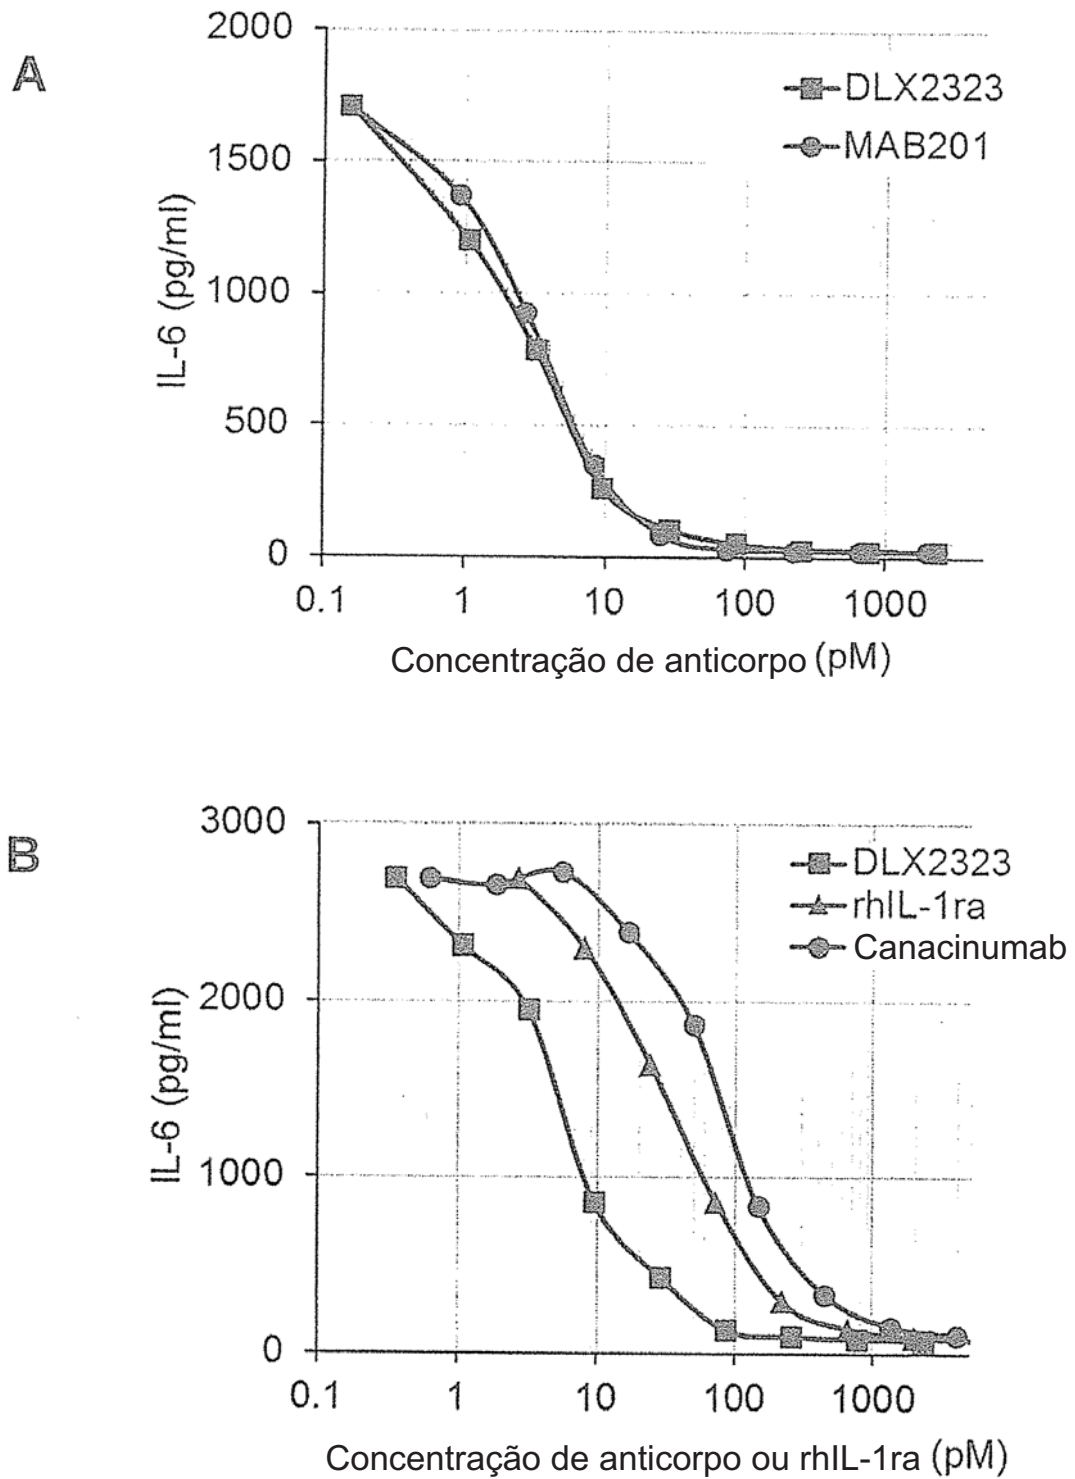 A
2000
1500
1000
500
0
IL-6 (pg/ml)
DLX2323
MAB201
0.1 1 10 100 1000
Concentração de anticorpo (pM)
B
3000
2000
1000
0
IL-6 (pg/ml)
DLX2323
rhIL-1ra
Canacinumab
0.1 1 10 100 1000
Concentração de anticorpo ou rhIL-1ra (pM)